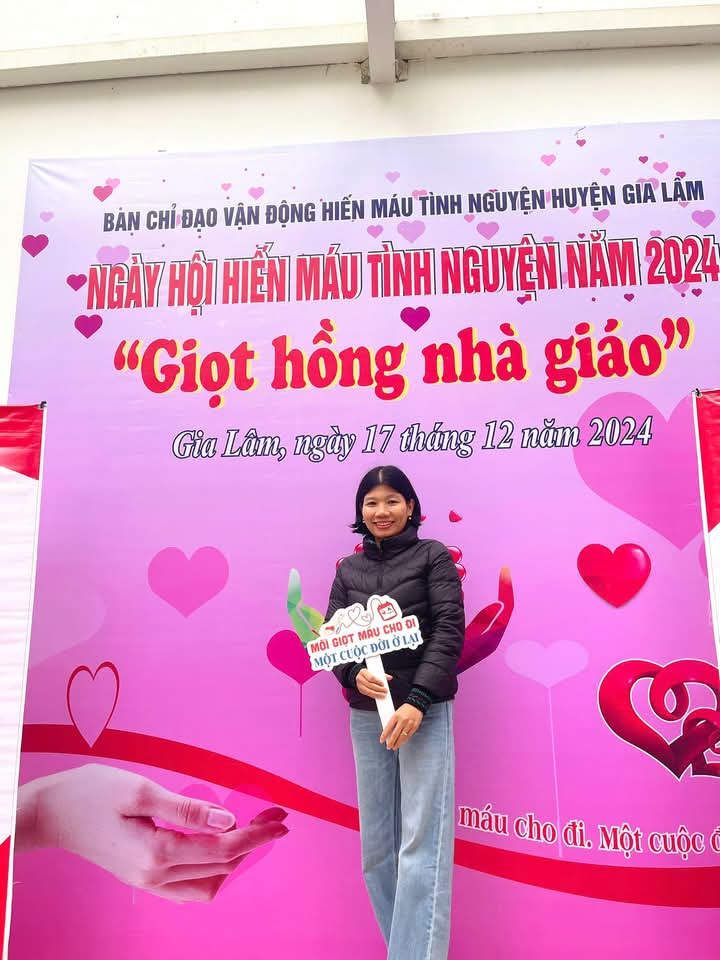 BAN CHỈ ĐẠO VẬN ĐỘNG HIẾN MÁU TÌNH NGUYỆN HUYỆN GIA LÂM
NGÀY HỘI HIẾN MÁU TÌNH NGUYỆN NĂM 2024
“Giọt hồng nhà giáo”
Gia Lâm, ngày 17 tháng 12 năm 2024
MỖI GIỌT MÁU CHO ĐI
MỘT CUỘC ĐỜI Ở LẠI
máu cho đi. Một cuộc